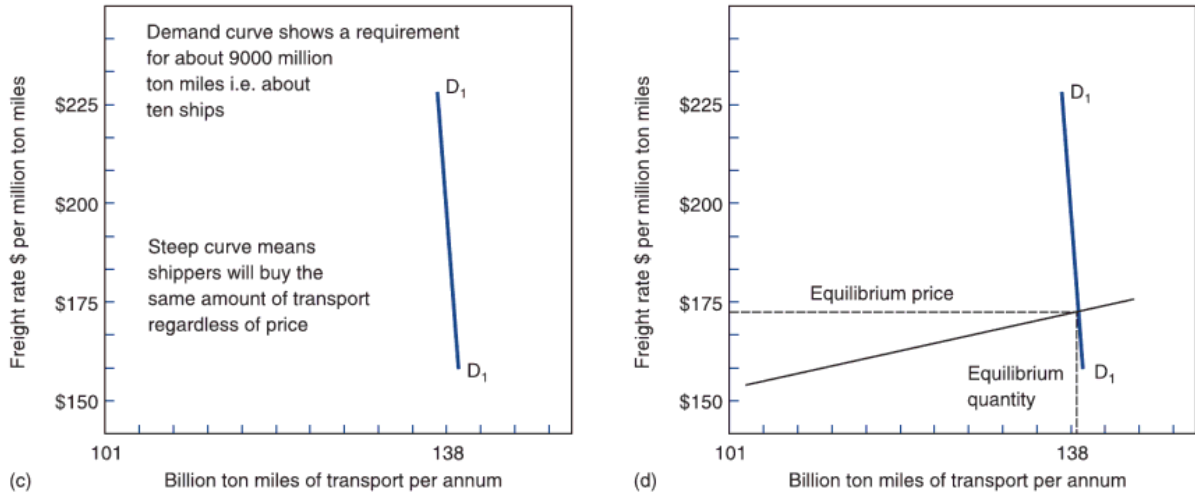 Freight rate $ per million ton miles
$225
$200
$175
$150
Demand curve shows a requirement
for about 9000 million
ton miles i.e. about
ten ships
D1
Steep curve means
shippers will buy the
same amount of transport
regardless of price
D1
101
138
(c)
Billion ton miles of transport per annum
Freight rate $ per million ton miles
$225
$200
$175
$150
D1
Equilibrium price
Equilibrium
quantity
D1
101
138
(d)
Billion ton miles of transport per annum